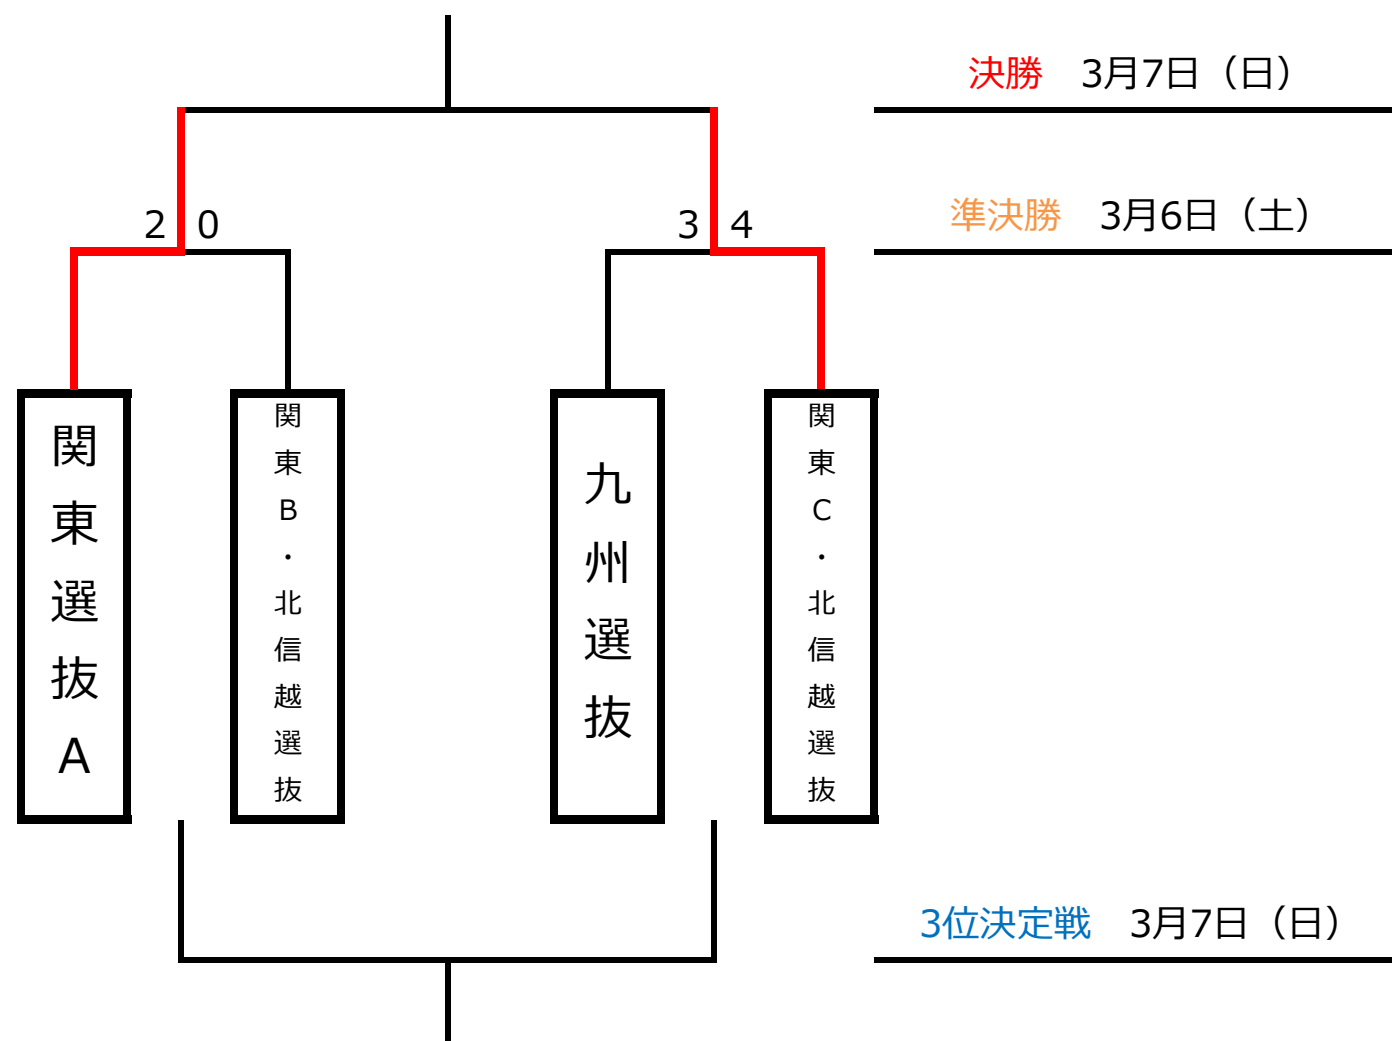 決勝　3月7日（日）
準決勝　3月6日（土）
2 0
3 4
関東選抜A
関東B・北信越選抜
九州選抜
関東C・北信越選抜
3位決定戦　3月7日（日）